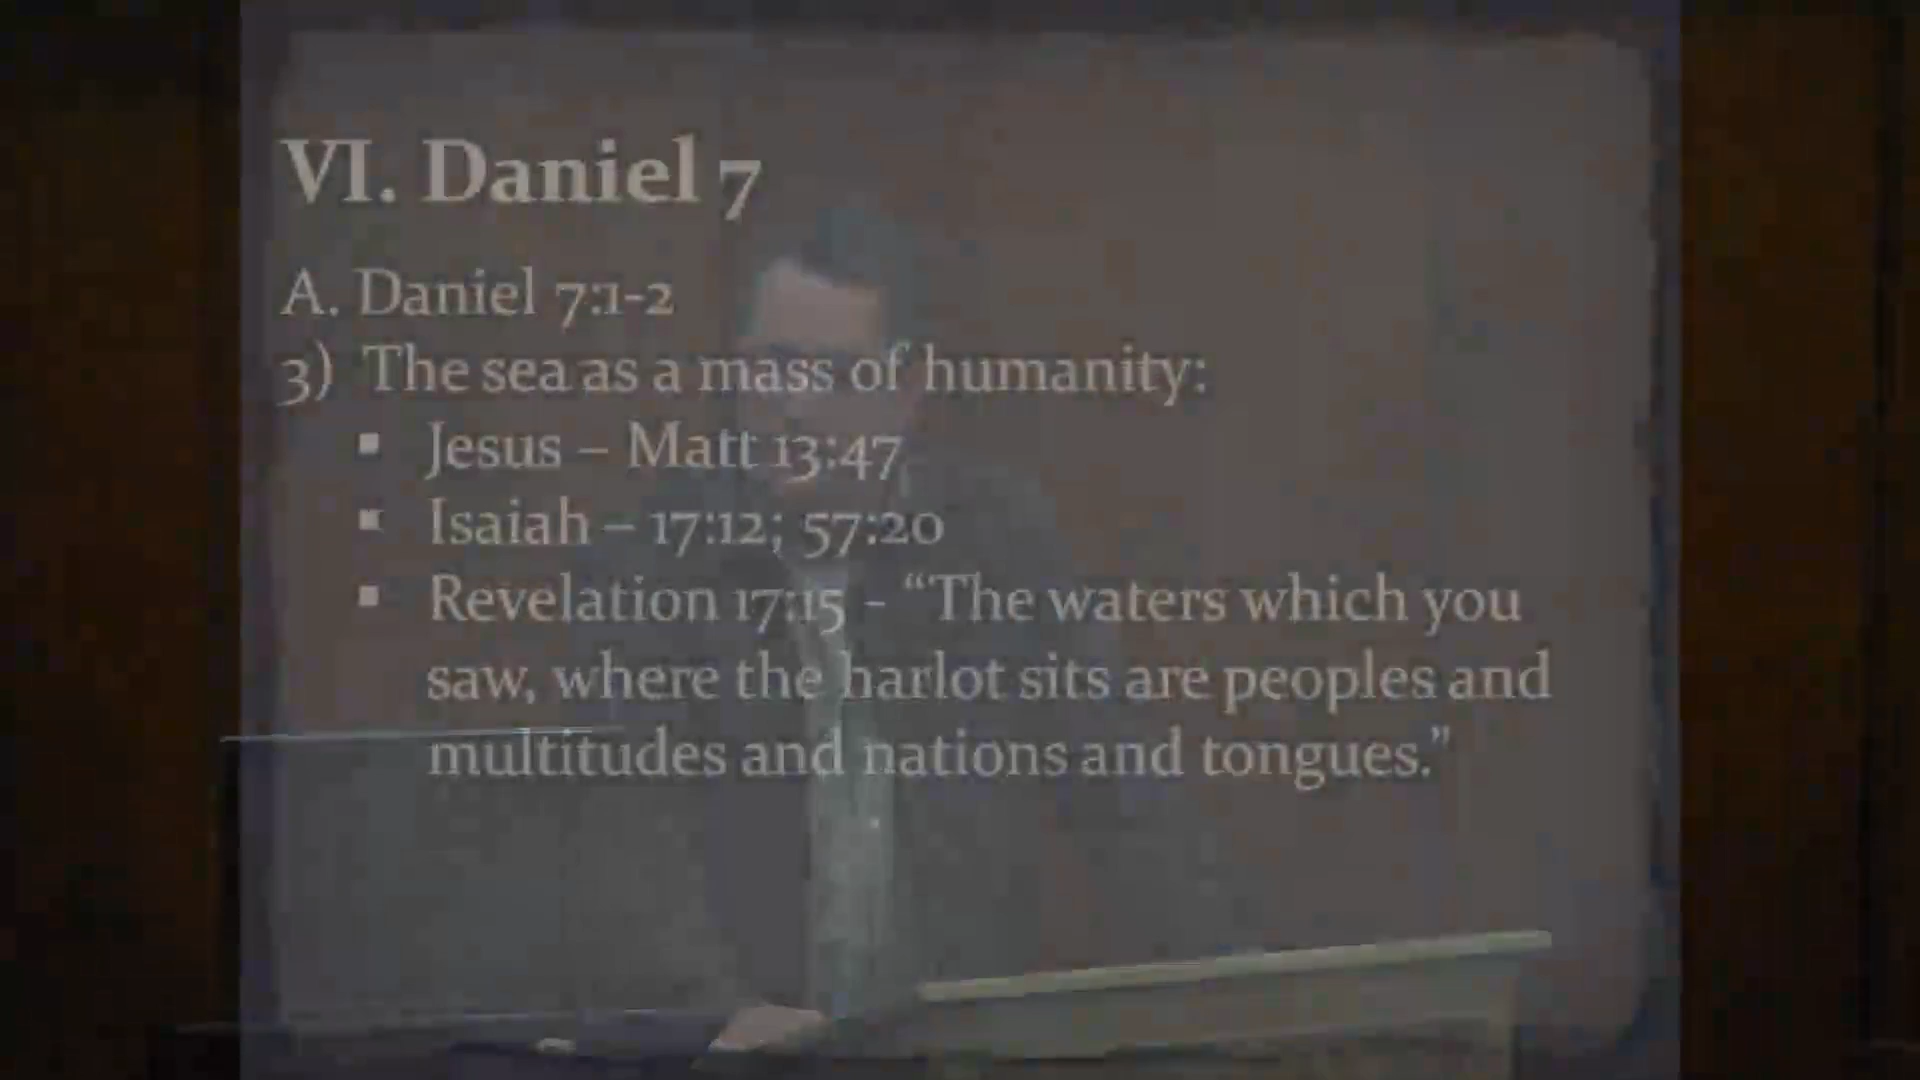 VI. Daniel 7
A. Daniel 7:1-2
3) The sea as a mass of humanity:
▪ Jesus – Matt 13:47
▪ Isaiah – 17:12; 57:20
▪ Revelation 17:15 - “The waters which you
saw, where the harlot sits are peoples and
multitudes and nations and tongues.”